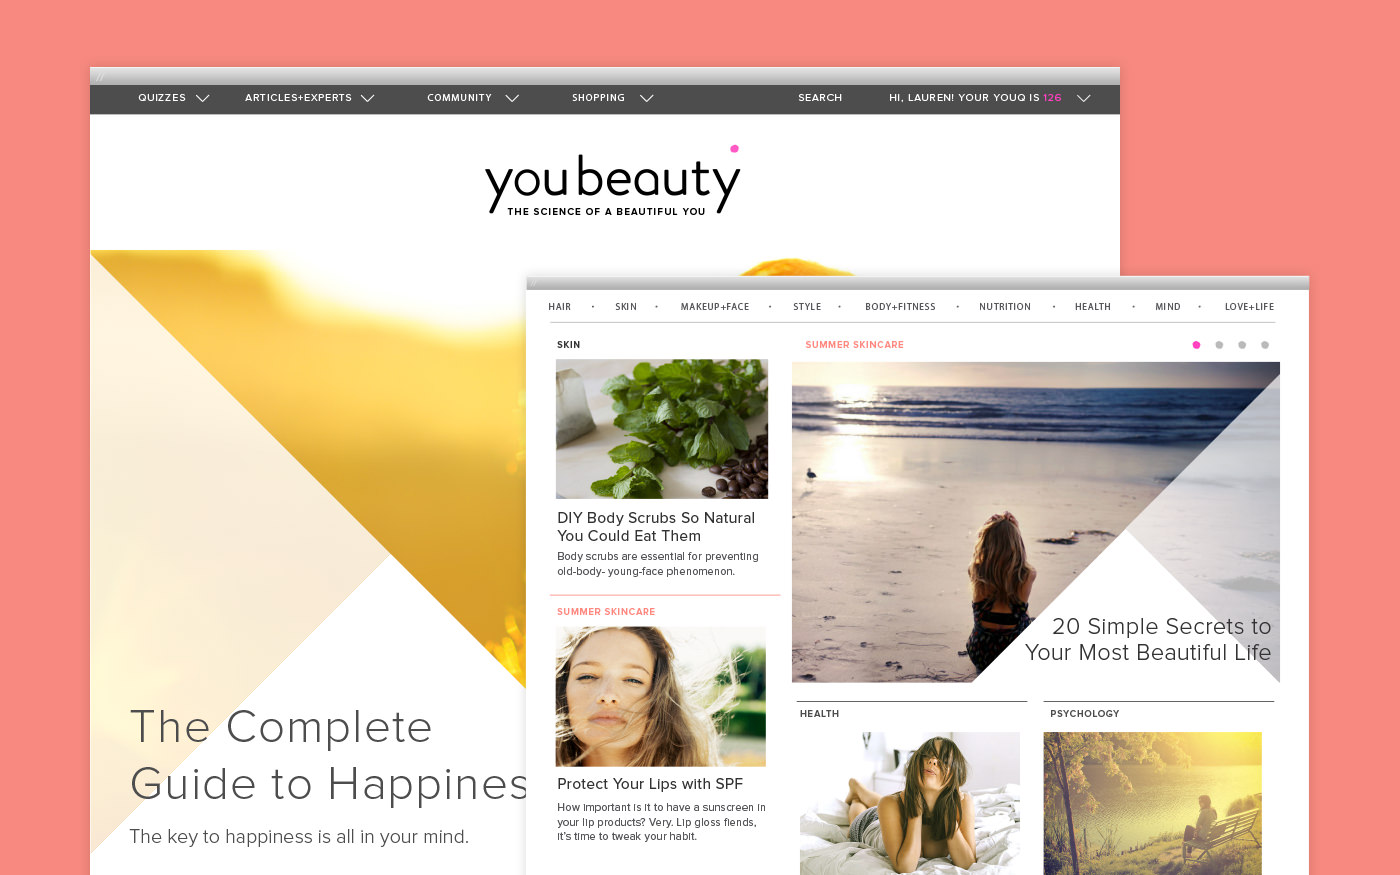 QUIZZES
ARTICLES+EXPERTS
COMMUNITY
SHOPPING
SEARCH
HI, LAUREN! YOUR YOUQ IS 126
youbeauty
THE SCIENCE OF A BEAUTIFUL YOU
The Complete
Guide to Happines
The key to happiness is all in your mind.
HAIR · SKIN · MAKEUP+FACE · STYLE · BODY+FITNESS · NUTRITION · HEALTH · MIND · LOVE+LIFE
SKIN
DIY Body Scrubs So Natural
You Could Eat Them
Body scrubs are essential for preventing
old-body- young-face phenomenon.
SUMMER SKINCARE
Protect Your Lips with SPF
How important is it to have a sunscreen in
your lip products? Very. Lip gloss fiends,
it's time to tweak your habit.
SUMMER SKINCARE
20 Simple Secrets to
Your Most Beautiful Life
HEALTH
PSYCHOLOGY